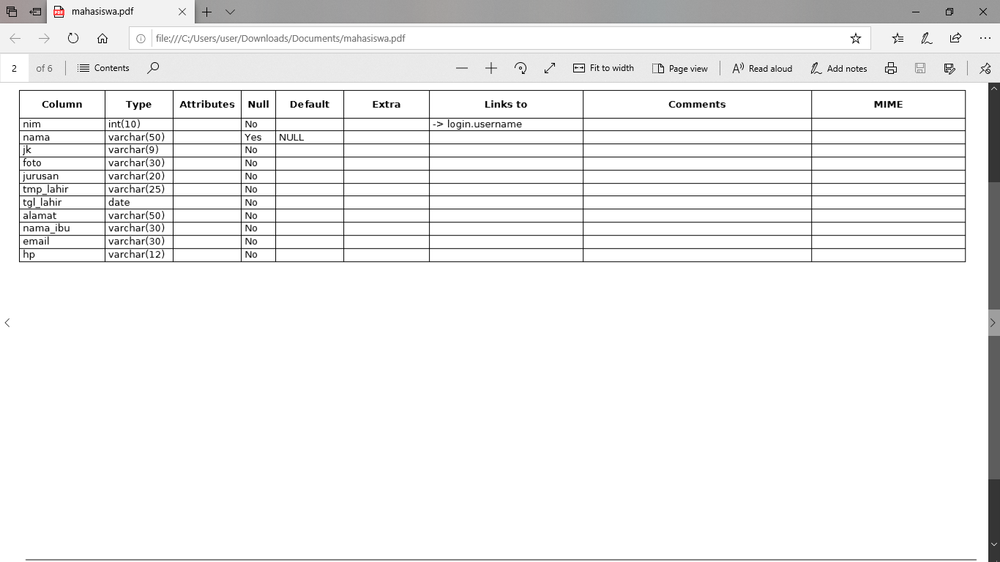 mahasiswa.pdf
file:///C:/Users/user/Downloads/Documents/mahasiswa.pdf
2 of 6 Contents Fit to width Page view Read aloud Add notes
Column Type Attributes Null Default Extra Links to Comments MIME
nim int(10) No -> login.username
nama varchar(50) Yes NULL
jk varchar(9) No
foto varchar(30) No
jurusan varchar(20) No
tmp_lahir varchar(25) No
tgl_lahir date No
alamat varchar(50) No
nama_ibu varchar(30) No
email varchar(30) No
hp varchar(12) No